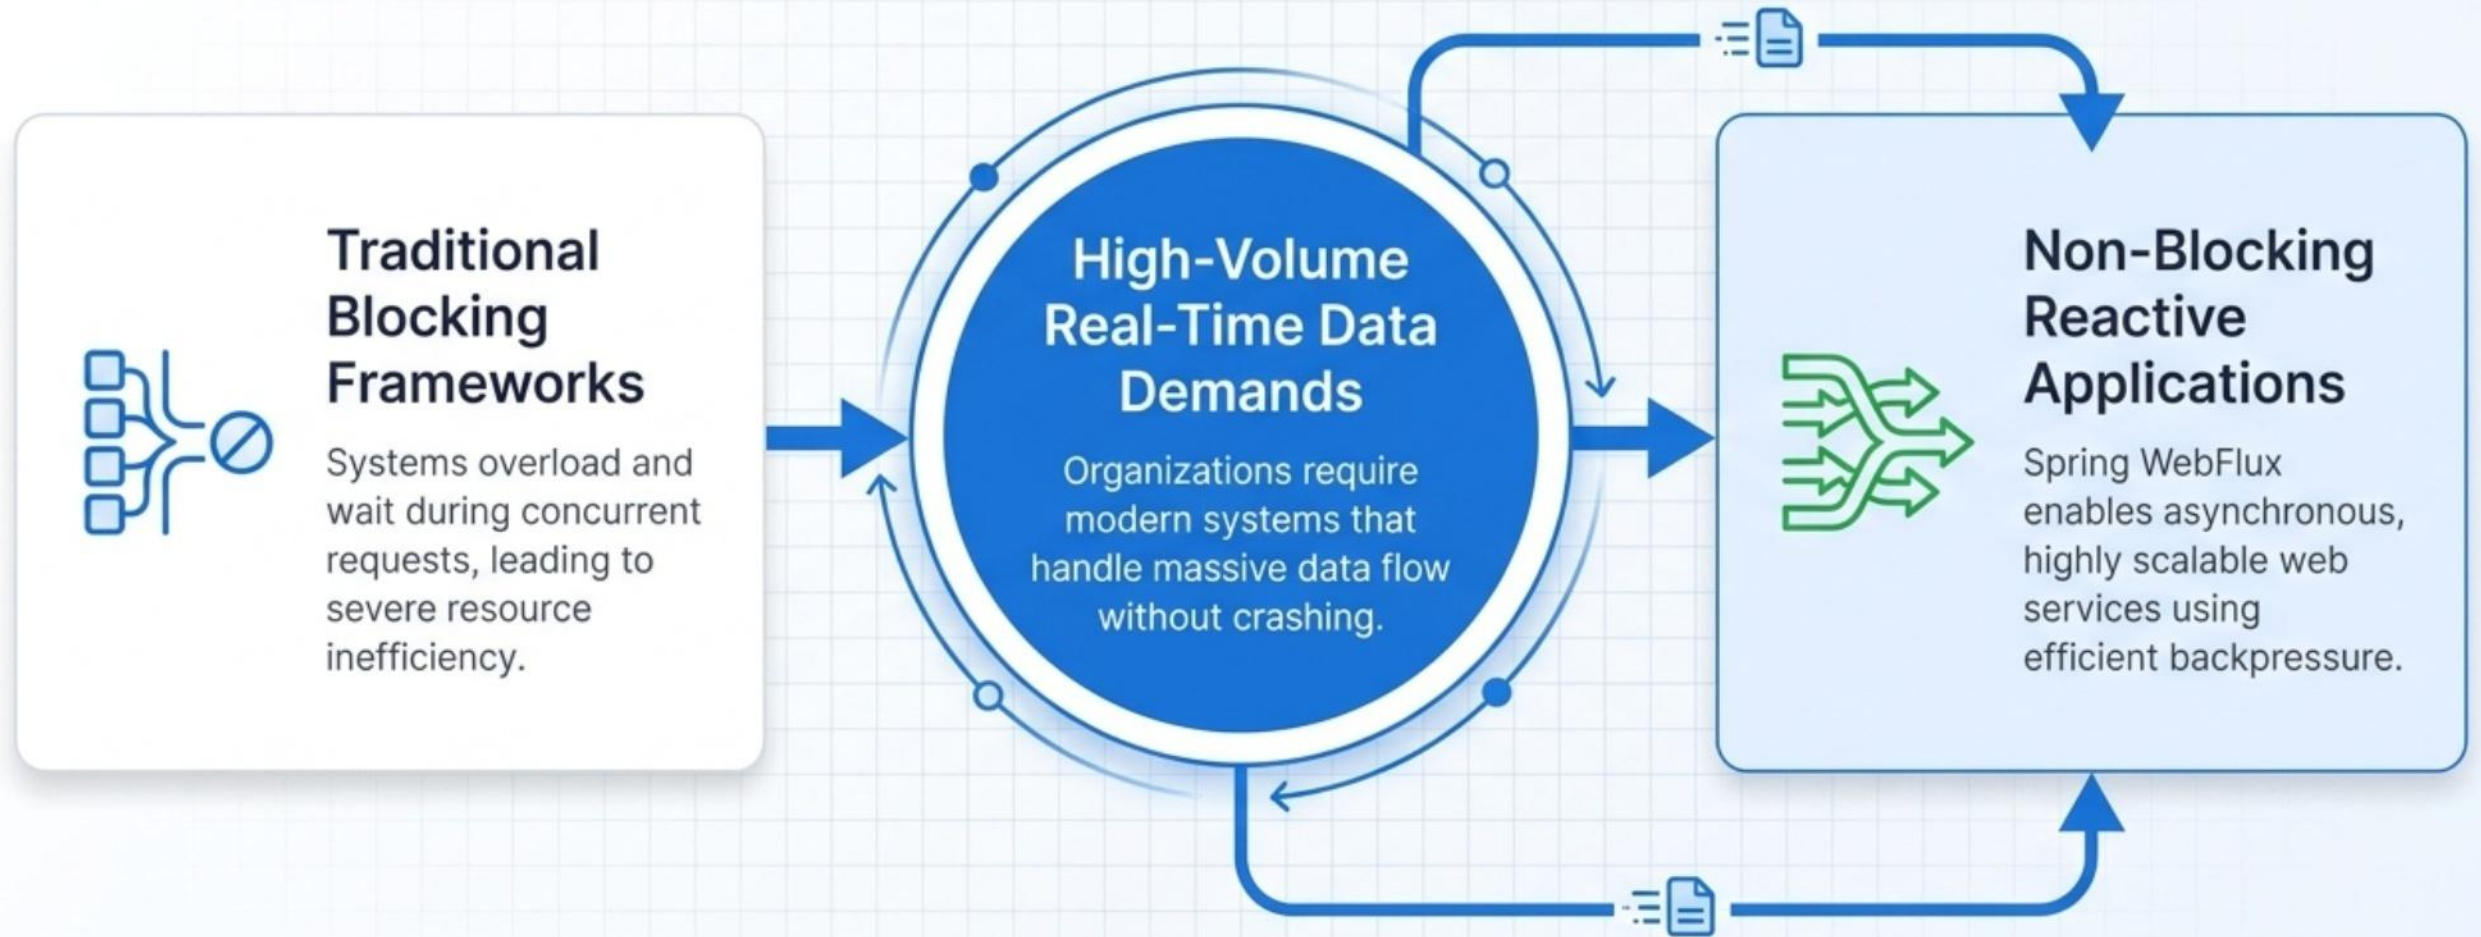 Traditional
Blocking
Frameworks
Systems overload and
wait during concurrent
requests, leading to
severe resource
inefficiency.
High-Volume
Real-Time Data
Demands
Organizations require
modern systems that
handle massive data flow
without crashing.
Non-Blocking
Reactive
Applications
Spring WebFlux
enables asynchronous,
highly scalable web
services using
efficient backpressure.